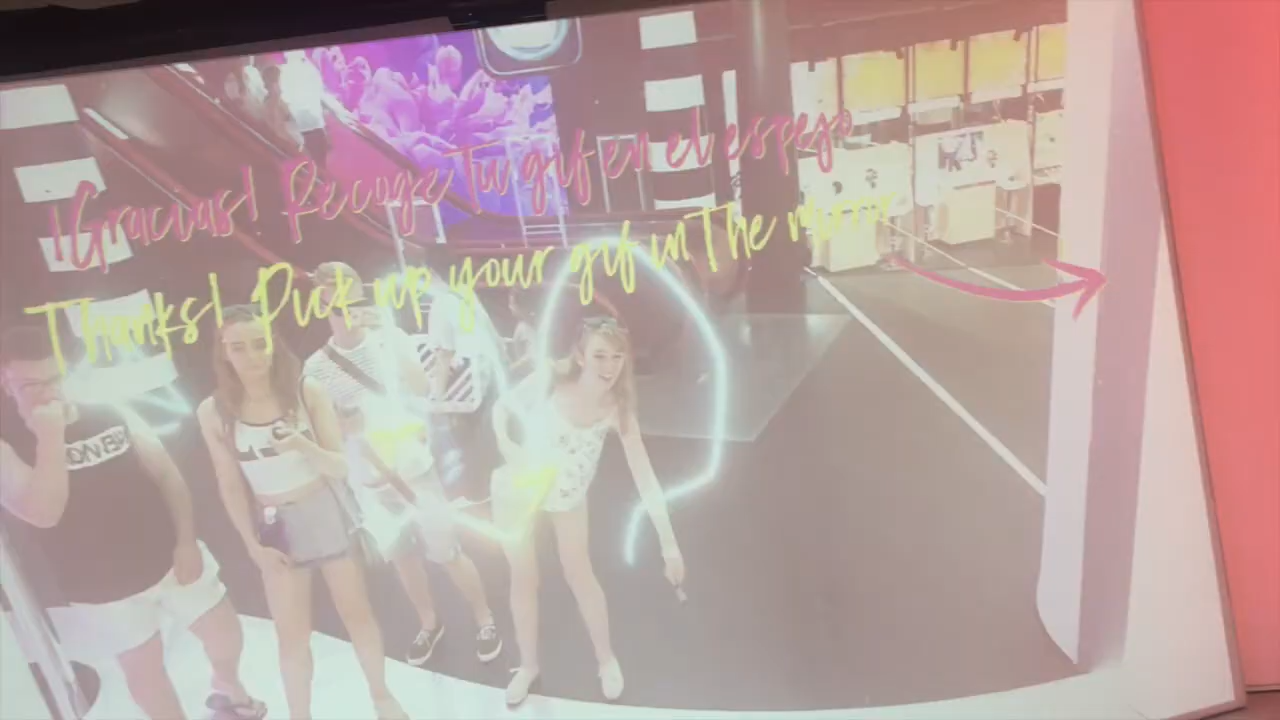 ¡Gracias! Recoge Tu gif en el espejo
Thanks! Pick up your gif in The mirror